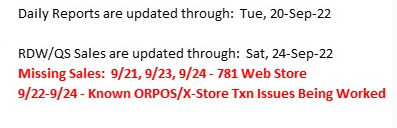 Daily Reports are updated through:  Tue, 20-Sep-22
RDW/QS Sales are updated through:  Sat, 24-Sep-22
Missing Sales:  9/21, 9/23, 9/24 - 781 Web Store
9/22-9/24 - Known ORPOS/X-Store Txn Issues Being Worked